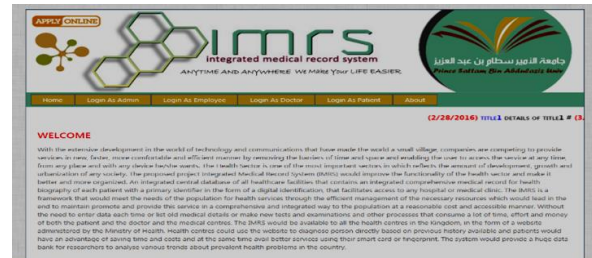 APPLY ONLINE
imrs
integrated medical record system
ANYTIME AND ANYWHERE WE MAKE YOUR LIFE EASIER
جامعة الأمير سطام بن عبد العزيز
Prince Sattam Bin Abdulaziz Univ
Home Login As Admin Login As Employee Login As Doctor Login As Patient About
(2/28/2016) TITLE1 DETAILS OF TITLE1 # (3.
WELCOME
With the extensive development in the world of technology and communications that have made the world a small village, companies are competing to provide
services in new, faster, more comfortable and efficient manner by removing the barriers of time and space and enabling the user to access the service at any time
from any place and with any device he/she wants, the Health Sector is one of the most important sectors in which reflects the amount of development, growth and
urbanization of any society. The proposed project Integrated Medical Record System (IMRS) would improve the functionality of the health sector and make it
better and more organized. An integrated central database of all healthcare facilities that contains an integrated comprehensive medical record for health
biography of each patient with a primary identifier in the form of a digital identification, that facilitates access to any hospital or medical clinic. The IMRS is a
framework that would meet the needs of the population for health services through the efficient management of the necessary resources which would lead in the
end to maintain promote and provide this service in a comprehensive and integrated way to the population at a reasonable cost and accessible manner. Without
the need to enter data each time or list old medical details or make new tests and examinations and other processes that consume a lot of time, effort and money
of both the patient and the doctor and the medical centres. The IMRS would be available to all the health centres in the kingdom, in the form of a website
administered by the Ministry of Health. Health centres could use the website to diagnose person directly based on previous history available and patients would
have an advantage of saving time and costs and at the same time avail better services using their smart card or fingerprint. The system would provide a huge data
bank for researchers to analyse various trends about prevalent health problems in the country.